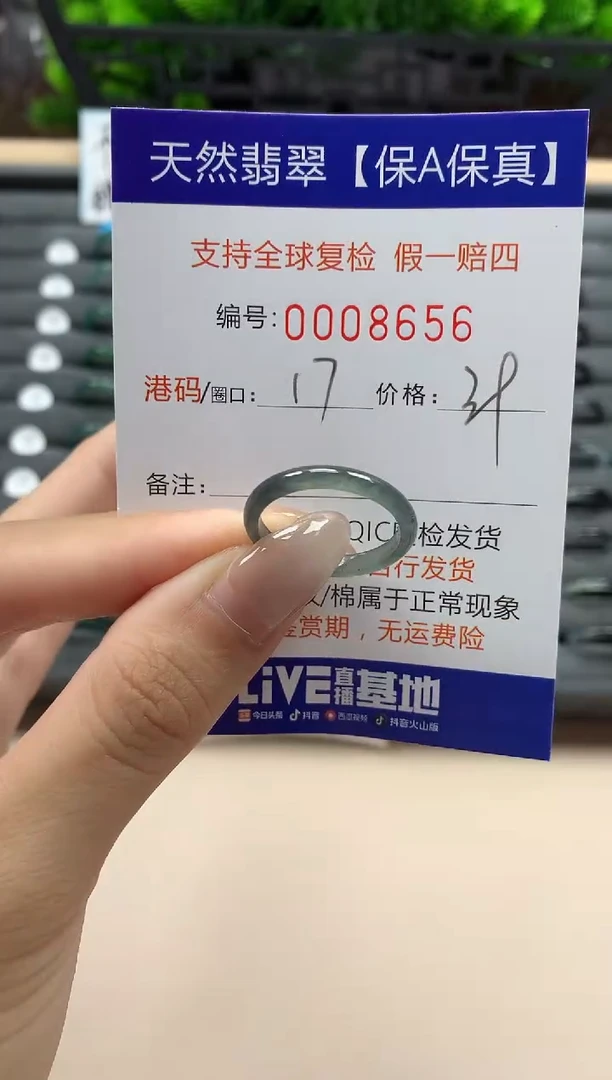 天然翡翠【保A保真】
支持全球复检 假一赔四
编号:0008656
港码/圈口: 17 价格:
备注:
QIC 检发货
行发货
/棉属于正常现象
赏期，无运费险
LiVE直播基地
今日头条 抖音 西瓜视频 抖音火山版